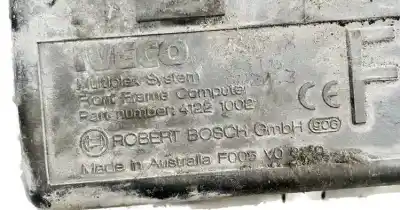 IVECO
Multiplex System
Front Frame Computer
Part number: 4122 1002
CE
F
ROBERT BOSCH GmbH
Made in Australia F005 V0